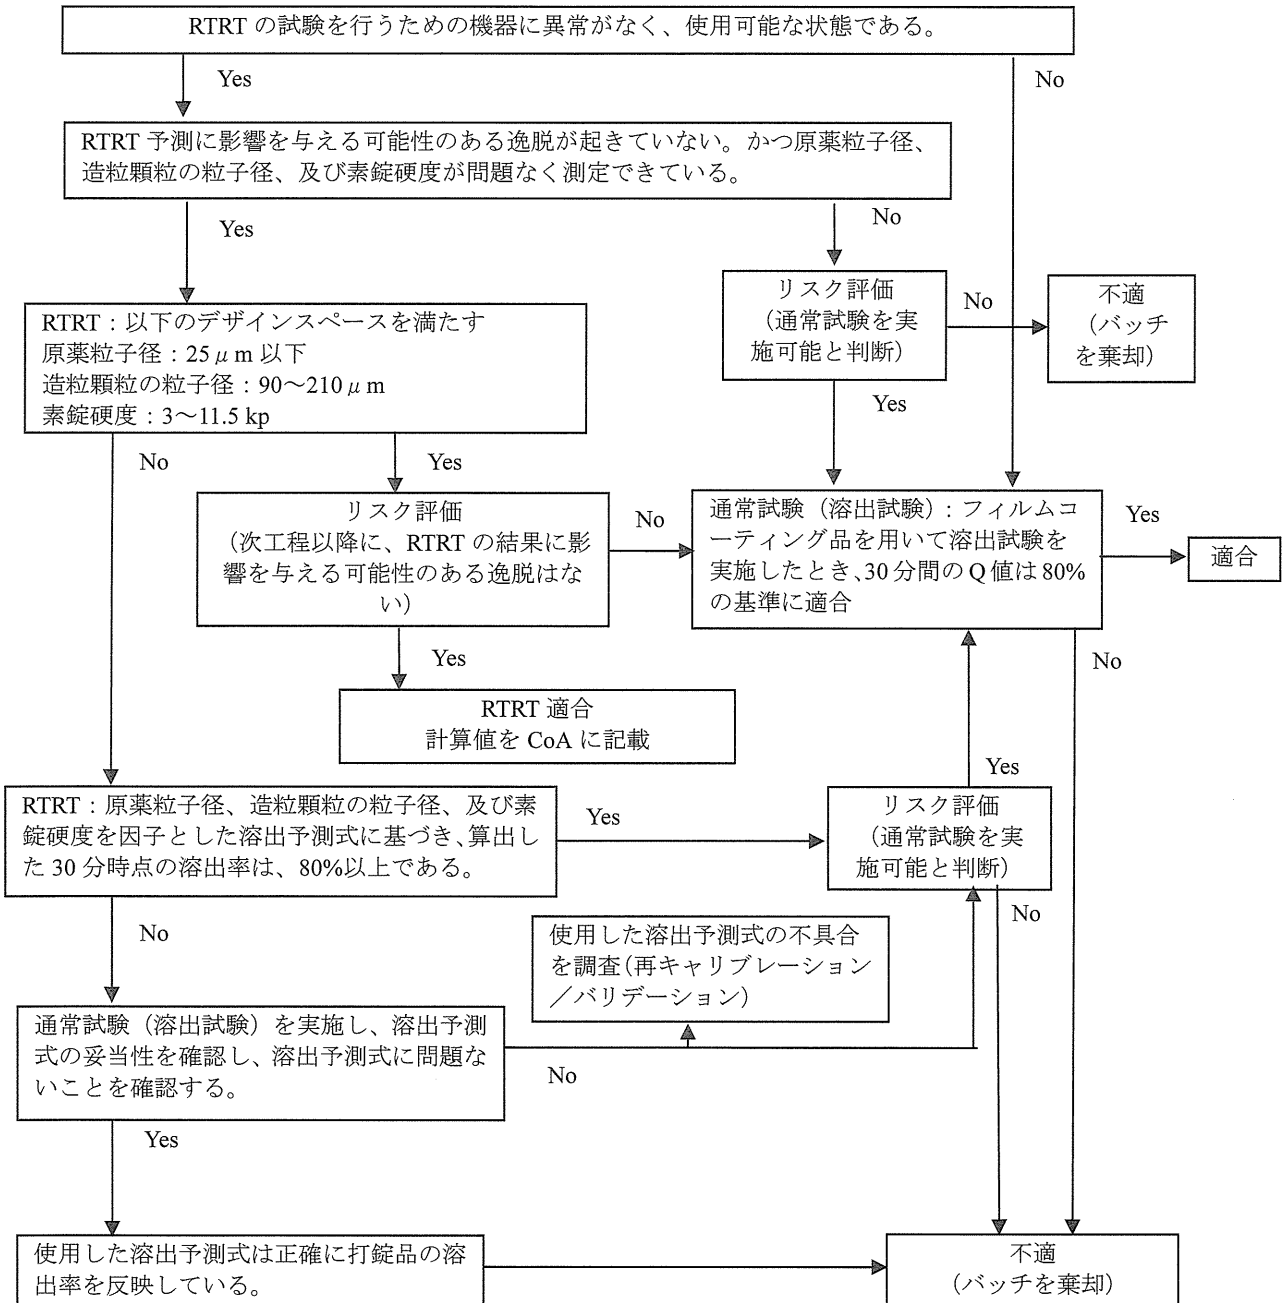 RTRT の試験を行うための機器に異常がなく、使用可能な状態である。
Yes
No
RTRT 予測に影響を与える可能性のある逸脱が起きていない。かつ原薬粒子径、
造粒顆粒の粒子径、及び素錠硬度が問題なく測定できている。
Yes
No
リスク評価
（通常試験を実
施可能と判断）
No
不適
（バッチ
を棄却）
Yes
RTRT：以下のデザインスペースを満たす
原薬粒子径：25μm 以下
造粒顆粒の粒子径：90～210μm
素錠硬度：3～11.5 kp
No
Yes
リスク評価
（次工程以降に、RTRT の結果に影
響を与える可能性のある逸脱はな
い）
No
通常試験（溶出試験）：フィルムコ
ーティング品を用いて溶出試験を
実施したとき、30 分間の Q 値は 80%
の基準に適合
Yes
適合
Yes
No
RTRT 適合
計算値を CoA に記載
Yes
RTRT：原薬粒子径、造粒顆粒の粒子径、及び素
錠硬度を因子とした溶出予測式に基づき、算出し
た 30 分時点の溶出率は、80%以上である。
Yes
リスク評価
（通常試験を実
施可能と判断）
No
No
使用した溶出予測式の不具合
を調査（再キャリブレーション
／バリデーション）
通常試験（溶出試験）を実施し、溶出予測
式の妥当性を確認し、溶出予測式に問題な
いことを確認する。
No
Yes
使用した溶出予測式は正確に打錠品の溶
出率を反映している。
不適
（バッチを棄却）